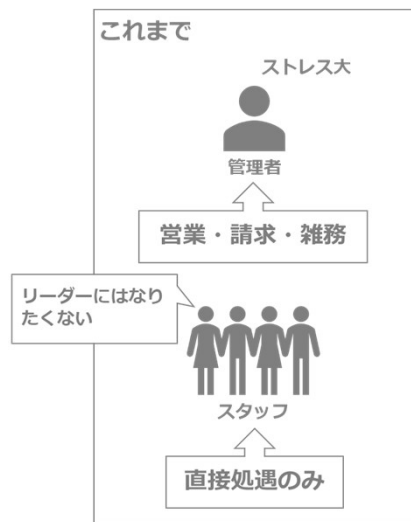 これまで
ストレス大
管理者
営業・請求・雑務
リーダーにはなり
たくない
スタッフ
直接処遇のみ